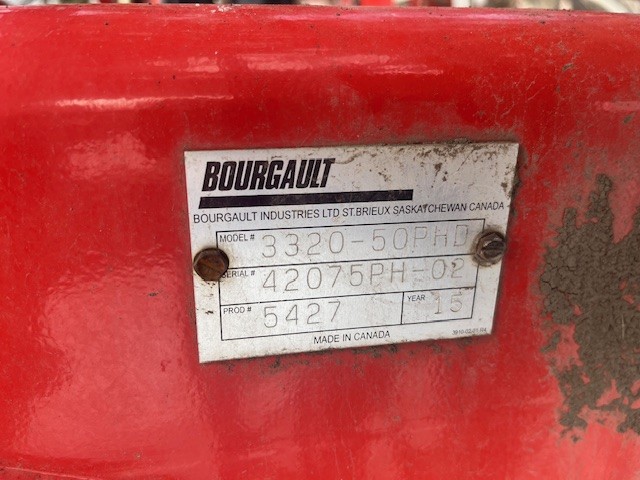 BOURGAULT
BOURGAULT INDUSTRIES LTD ST.BRIEUX SASKATCHEWAN CANADA
MODEL# 3320-50PHD
SERIAL# 42075PH-02
PROD# 5427 YEAR 15
MADE IN CANADA